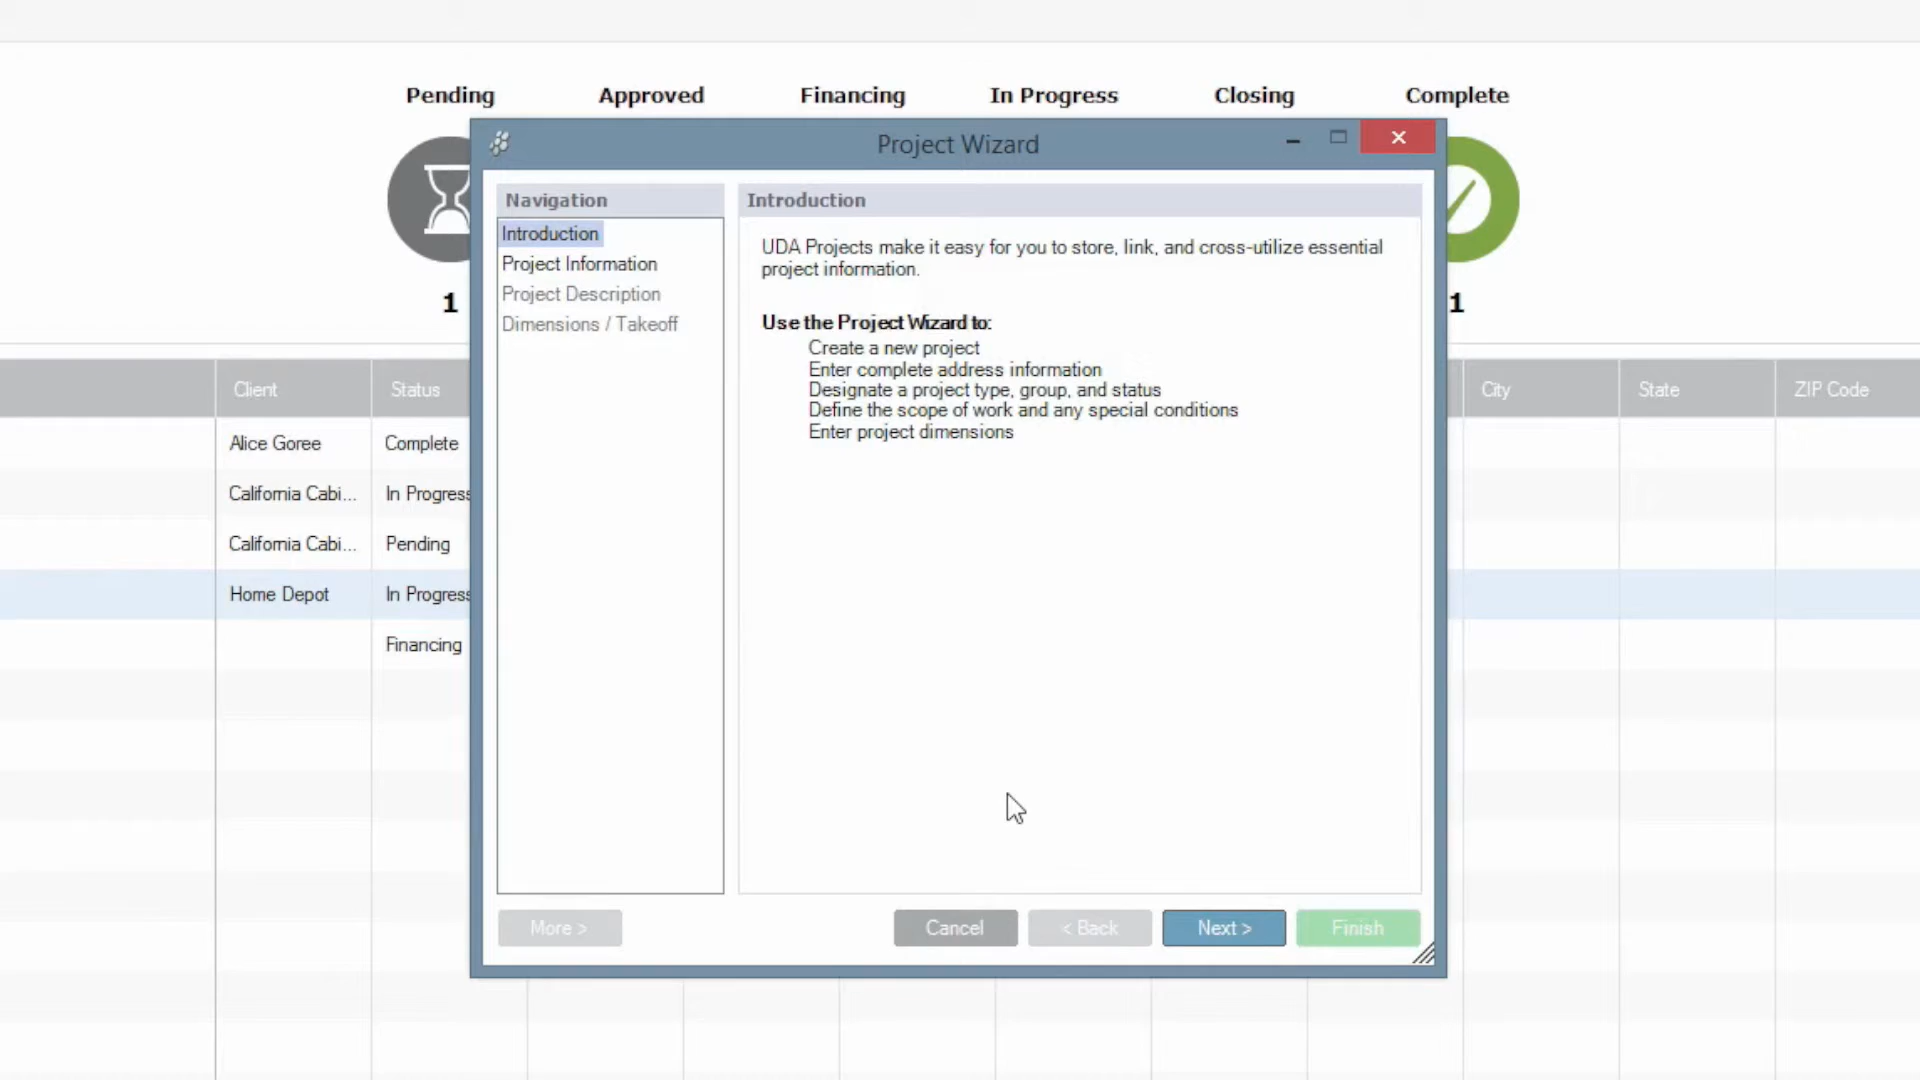 Pending Approved Financing In Progress Closing Complete
Project Wizard
Navigation
Introduction
Project Information
Project Description
Dimensions / Takeoff
Introduction
UDA Projects make it easy for you to store, link, and cross-utilize essential
project information.
Use the Project Wizard to:
Create a new project
Enter complete address information
Designate a project type, group, and status
Define the scope of work and any special conditions
Enter project dimensions
More > Cancel < Back Next > Finish
1 1
Client Status City State ZIP Code
Alice Goree Complete
California Cabi... In Progress
California Cabi... Pending
Home Depot In Progress
Financing